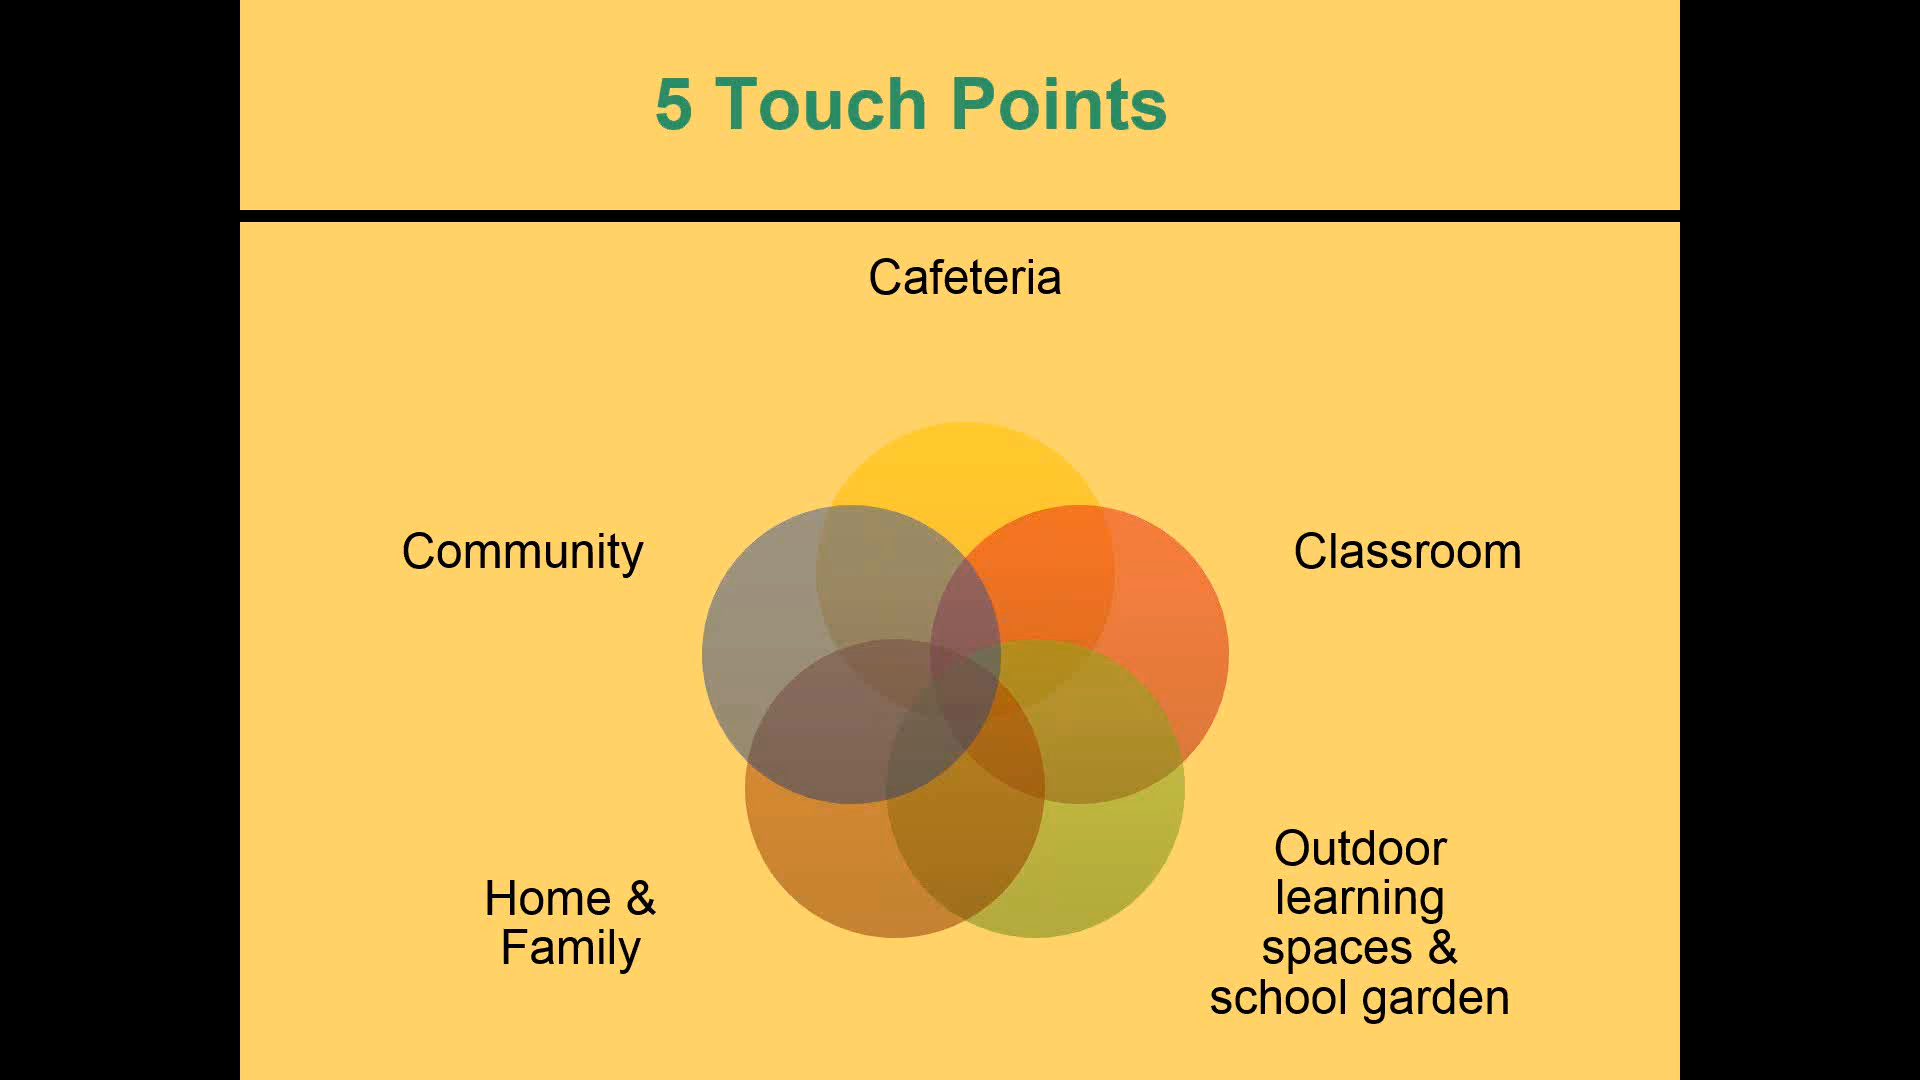 5 Touch Points
Cafeteria
Community
Classroom
Home &
Family
Outdoor
learning
spaces &
school garden